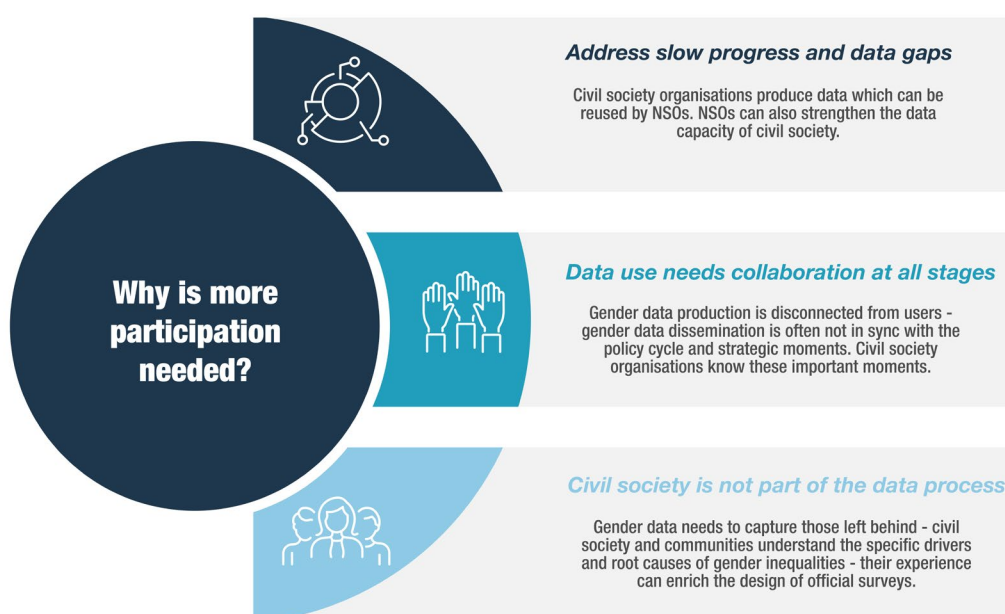 Why is more
participation
needed?
Address slow progress and data gaps
Civil society organisations produce data which can be
reused by NSOs. NSOs can also strengthen the data
capacity of civil society.
Data use needs collaboration at all stages
Gender data production is disconnected from users -
gender data dissemination is often not in sync with the
policy cycle and strategic moments. Civil society
organisations know these important moments.
Civil society is not part of the data process
Gender data needs to capture those left behind - civil
society and communities understand the specific drivers
and root causes of gender inequalities - their experience
can enrich the design of official surveys.